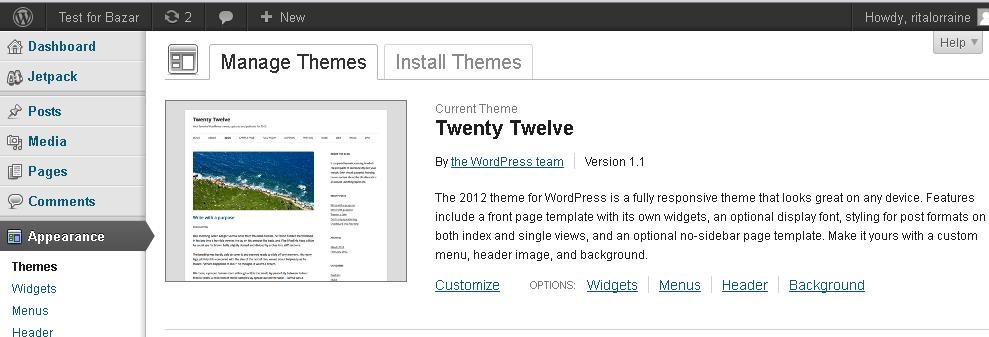 Test for Bazar 2 + New Howdy, ritalorraine
Help
Dashboard
Jetpack
Posts
Media
Pages
Comments
Appearance
Themes
Widgets
Menus
Header
Manage Themes Install Themes
Twenty Twelve
Write with a purpose
Current Theme
Twenty Twelve
By the WordPress team Version 1.1
The 2012 theme for WordPress is a fully responsive theme that looks great on any device. Features
include a front page template with its own widgets, an optional display font, styling for post formats on
both index and single views, and an optional no-sidebar page template. Make it yours with a custom
menu, header image, and background.
Customize OPTIONS: Widgets Menus Header Background